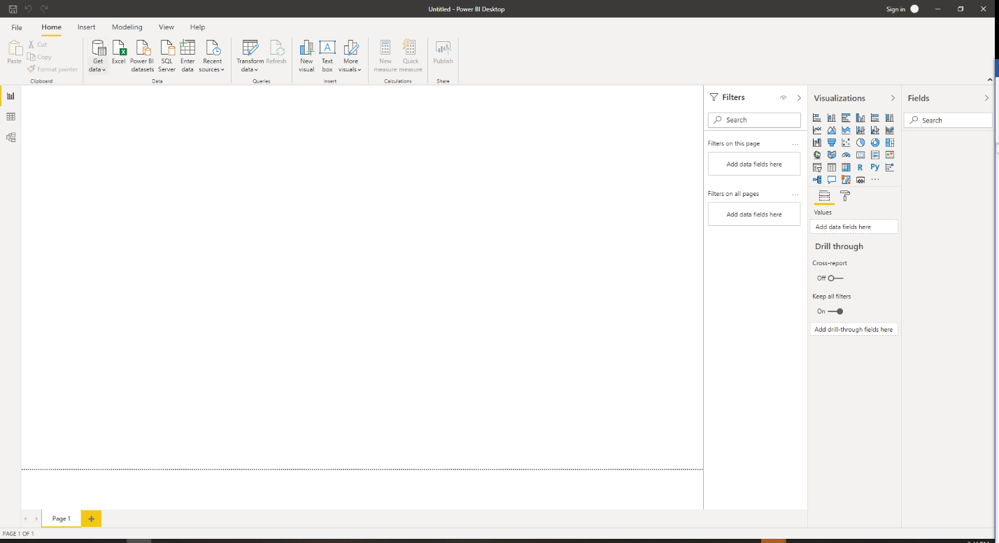 Untitled - Power BI Desktop
Sign in
File Home Insert Modeling View Help
Paste
Cut
Copy
Format painter
Clipboard
Get data
Excel
Power BI datasets
SQL Server
Enter data
Recent sources
Data
Transform data
Refresh
Queries
New visual
Text box
More visuals
Insert
New measure
Quick measure
Calculations
Publish
Share
Filters
Search
Filters on this page ...
Add data fields here
Filters on all pages ...
Add data fields here
Visualizations
R Py
...
Values
Add data fields here
Drill through
Cross-report
Off
Keep all filters
On
Add drill-through fields here
Fields
Search
Page 1 +
PAGE 1 OF 1